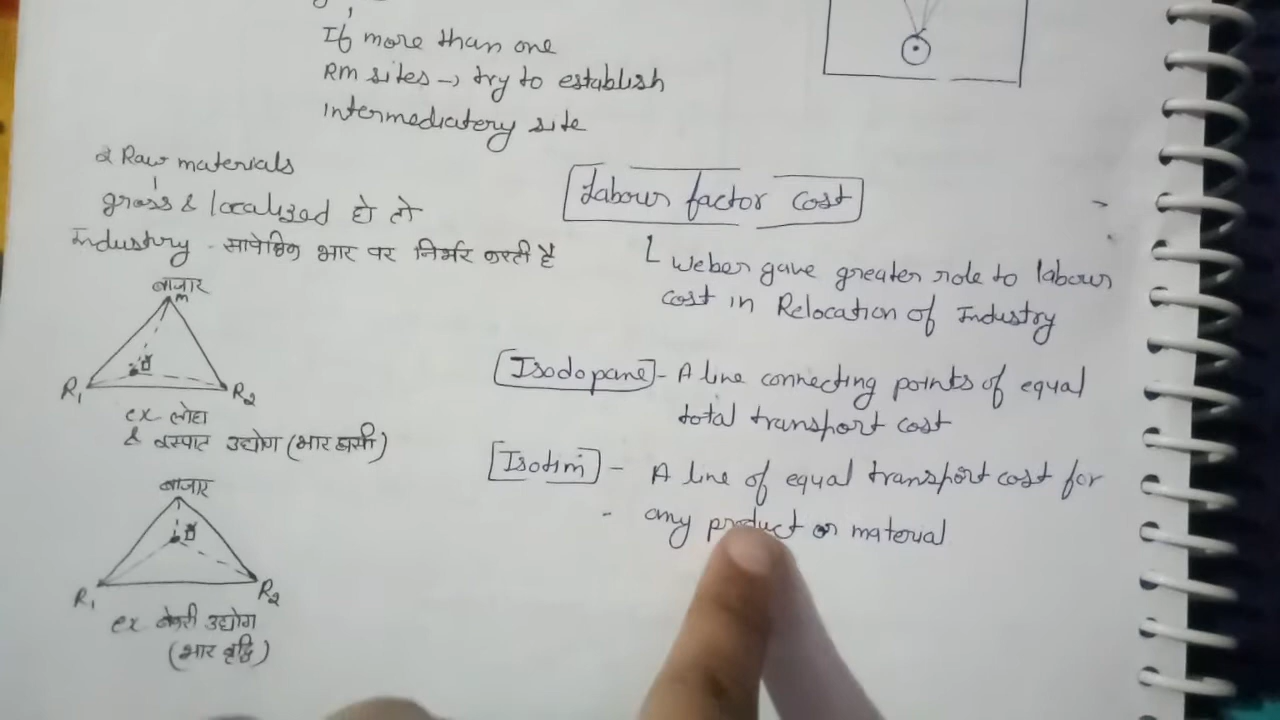 If more than one
RM sites → try to establish
Intermediatery site
2 Raw materials
gross & localized हो तो
Industry - सापेक्षिक भार पर निर्भर करती है
बाजार
m
R1
R2
ex लोहा
& इस्पात उद्योग (भार ह्रासी)
बाजार
R1
R2
ex बेकरी उद्योग
(भार वृद्धि)
Labour factor cost
Weber gave greater role to labour
cost in Relocation of Industry
Isodopane - A line connecting points of equal
total transport cost
Isotim - A line of equal transport cost for
any product or material